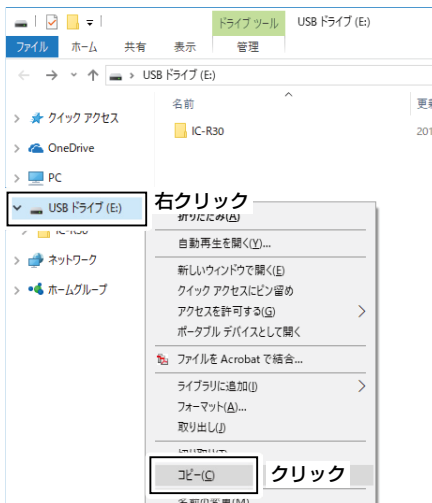 ドライブ ツール
USB ドライブ (E:)
ファイル
ホーム
共有
表示
管理
USB ドライブ (E:)
名前
クイック アクセス
IC-R30
201
OneDrive
PC
USB ドライブ (E:)
右クリック
折りたたみ(A)
IC-R30
自動再生を開く(Y)...
ネットワーク
新しいウィンドウで開く(E)
ホームグループ
クイック アクセスにピン留め
アクセスを許可する(G)
ポータブル デバイスとして開く
ファイルを Acrobat で結合...
ライブラリに追加(I)
フォーマット(A)...
取り出し(J)
コピー(C)
クリック
名前の変更(M)